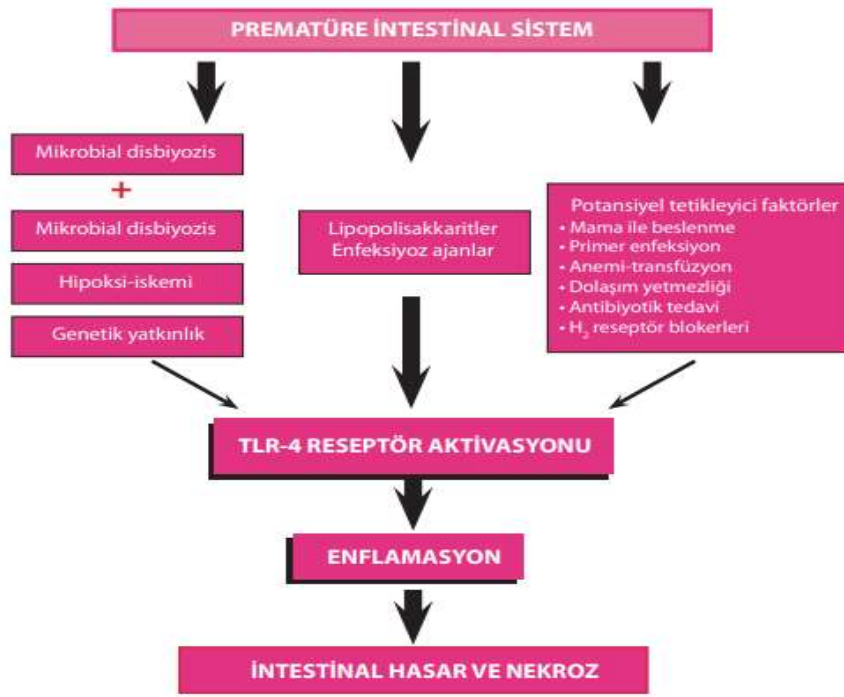 PREMATÜRE İNTESTİNAL SİSTEM
Mikrobial disbiyozis
+
Mikrobial disbiyozis
Hipoksi-iskemi
Genetik yatkınlık
Lipopolisakkaritler
Enfeksiyoz ajanlar
Potansiyel tetikleyici faktörler
• Mama ile beslenme
• Primer enfeksiyon
• Anemi-transfüzyon
• Dolaşım yetmezliği
• Antibiyotik tedavi
• H₂ reseptör blokerleri
TLR-4 RESEPTÖR AKTİVASYONU
ENFLAMASYON
İNTESTİNAL HASAR VE NEKROZ